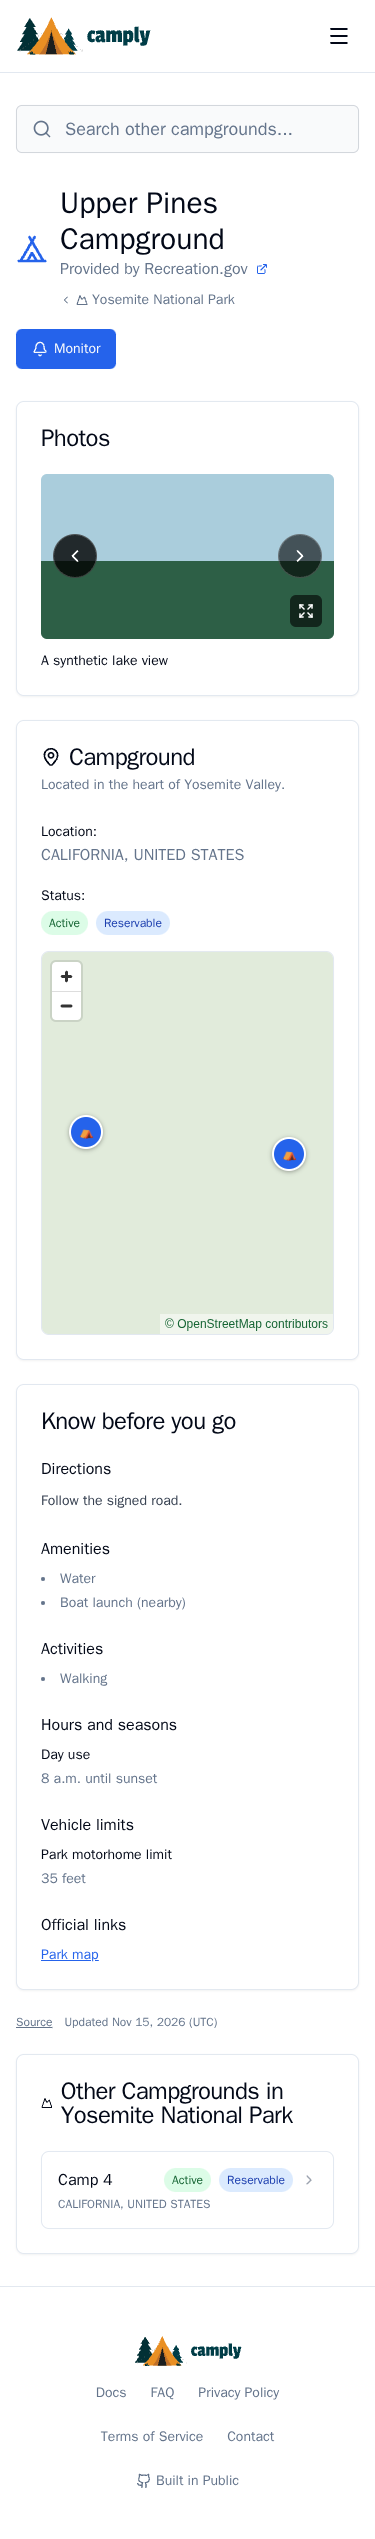 camply
Search other campgrounds...
Upper Pines
Campground
Provided by Recreation.gov
Yosemite National Park
Monitor
Photos
A synthetic lake view
Campground
Located in the heart of Yosemite Valley.
Location:
CALIFORNIA, UNITED STATES
Status:
Active Reservable
+
−
© OpenStreetMap contributors
Know before you go
Directions
Follow the signed road.
Amenities
• Water
• Boat launch (nearby)
Activities
• Walking
Hours and seasons
Day use
8 a.m. until sunset
Vehicle limits
Park motorhome limit
35 feet
Official links
Park map
Source Updated Nov 15, 2026 (UTC)
Other Campgrounds in
Yosemite National Park
Camp 4 Active Reservable
CALIFORNIA, UNITED STATES
camply
Docs FAQ Privacy Policy
Terms of Service Contact
Built in Public